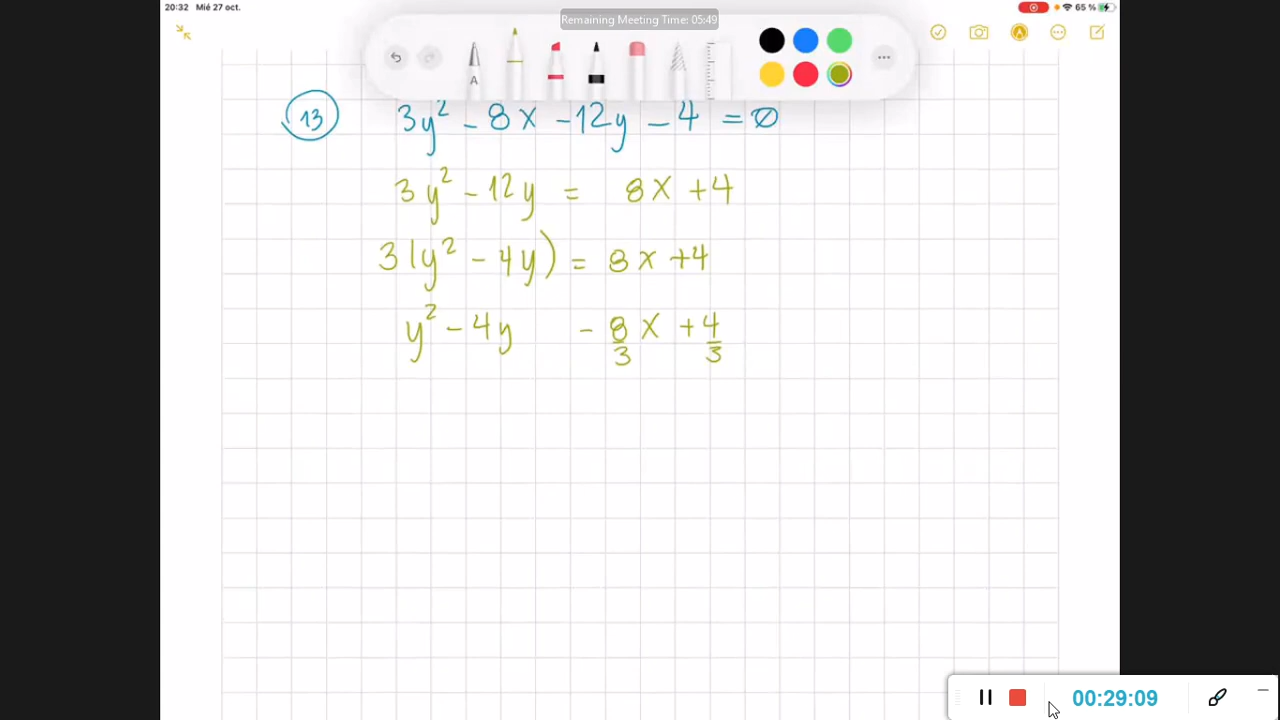 20:32 Mié 27 oct.
Remaining Meeting Time: 05:49
65 %
A
13 3y² - 8x - 12y - 4 = 0
3y² - 12y = 8x + 4
3(y² - 4y) = 8x + 4
y² - 4y - 8/3 x + 4/3
00:29:09